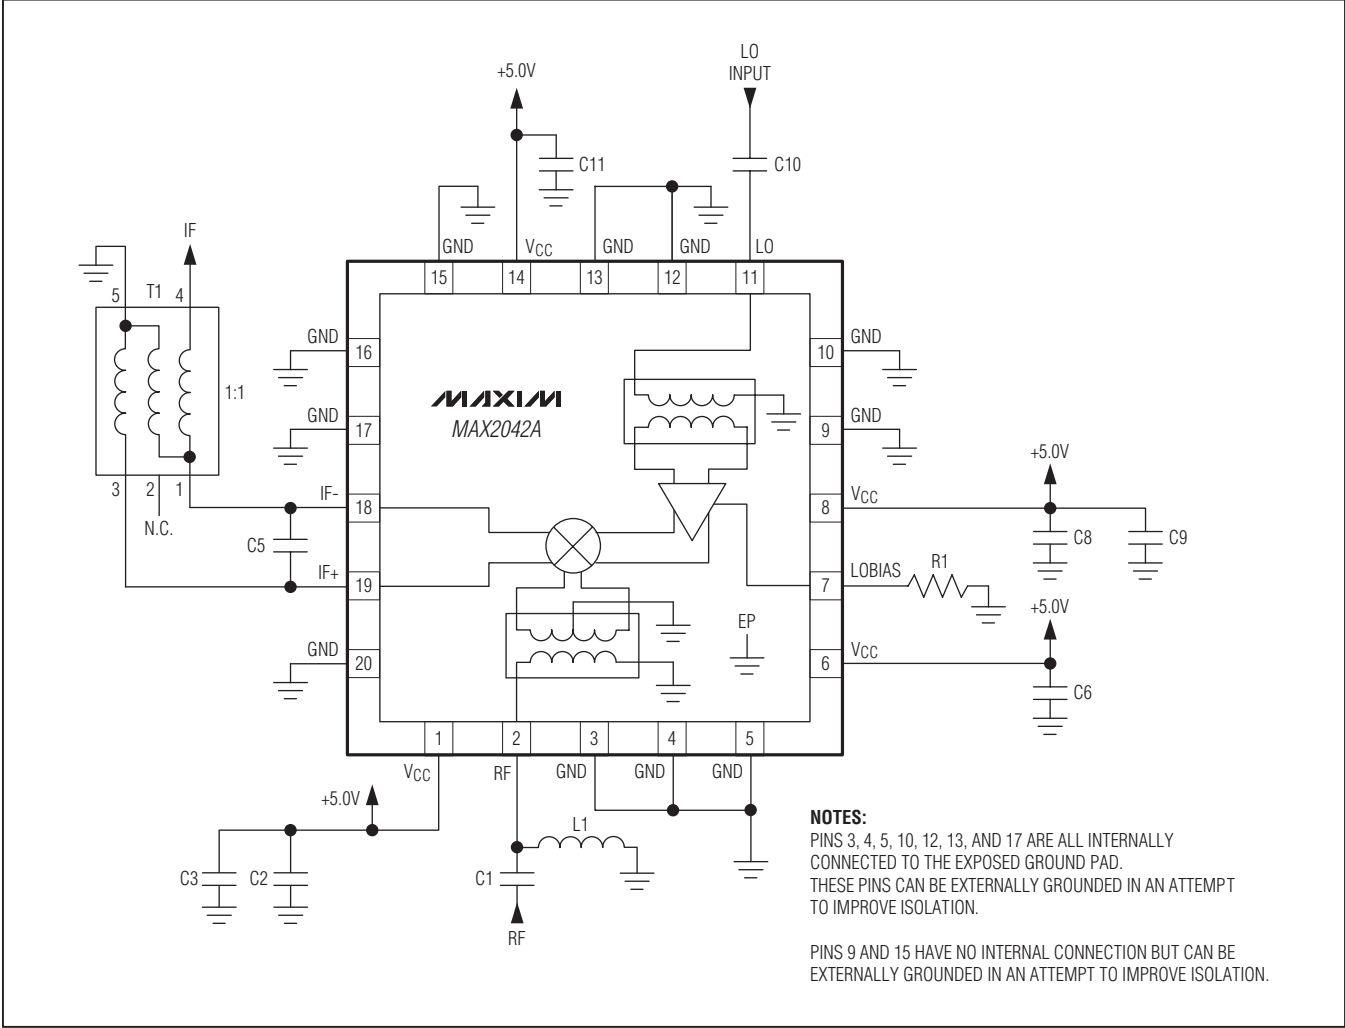 LO
INPUT
+5.0V
C11
C10
IF
GND
VCC
GND
GND
LO
15
14
13
12
11
5
T1
4
GND
16
10
GND
1:1
MAXIM
MAX2042A
GND
17
9
GND
+5.0V
3
2
1
IF-
18
8
VCC
N.C.
C5
C8
C9
IF+
19
7
LOBIAS
R1
+5.0V
EP
GND
20
6
VCC
C6
1
2
3
4
5
VCC
RF
GND
GND
GND
+5.0V
L1
C3
C2
C1
RF
NOTES:
PINS 3, 4, 5, 10, 12, 13, AND 17 ARE ALL INTERNALLY
CONNECTED TO THE EXPOSED GROUND PAD.
THESE PINS CAN BE EXTERNALLY GROUNDED IN AN ATTEMPT
TO IMPROVE ISOLATION.
PINS 9 AND 15 HAVE NO INTERNAL CONNECTION BUT CAN BE
EXTERNALLY GROUNDED IN AN ATTEMPT TO IMPROVE ISOLATION.